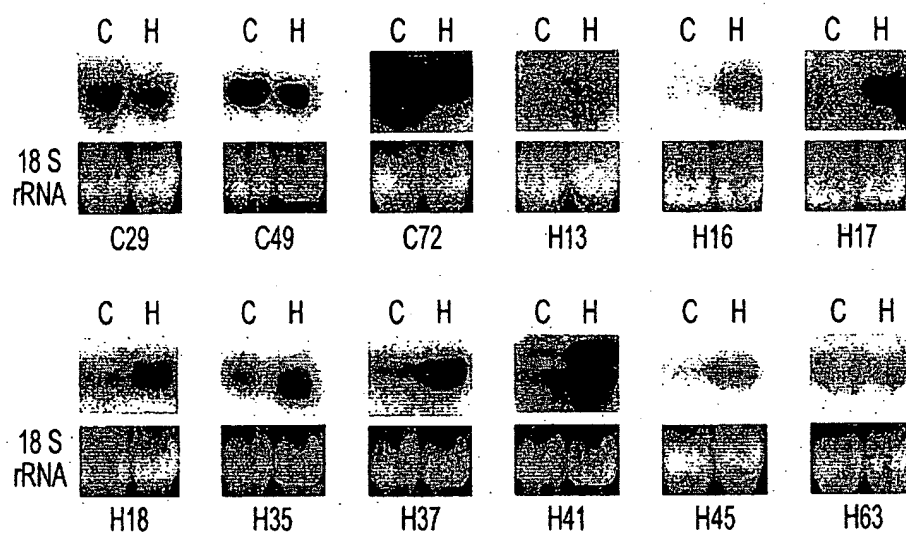 C H C H C H C H C H C H
18 S
rRNA
C29 C49 C72 H13 H16 H17
C H C H C H C H C H C H
18 S
rRNA
H18 H35 H37 H41 H45 H63